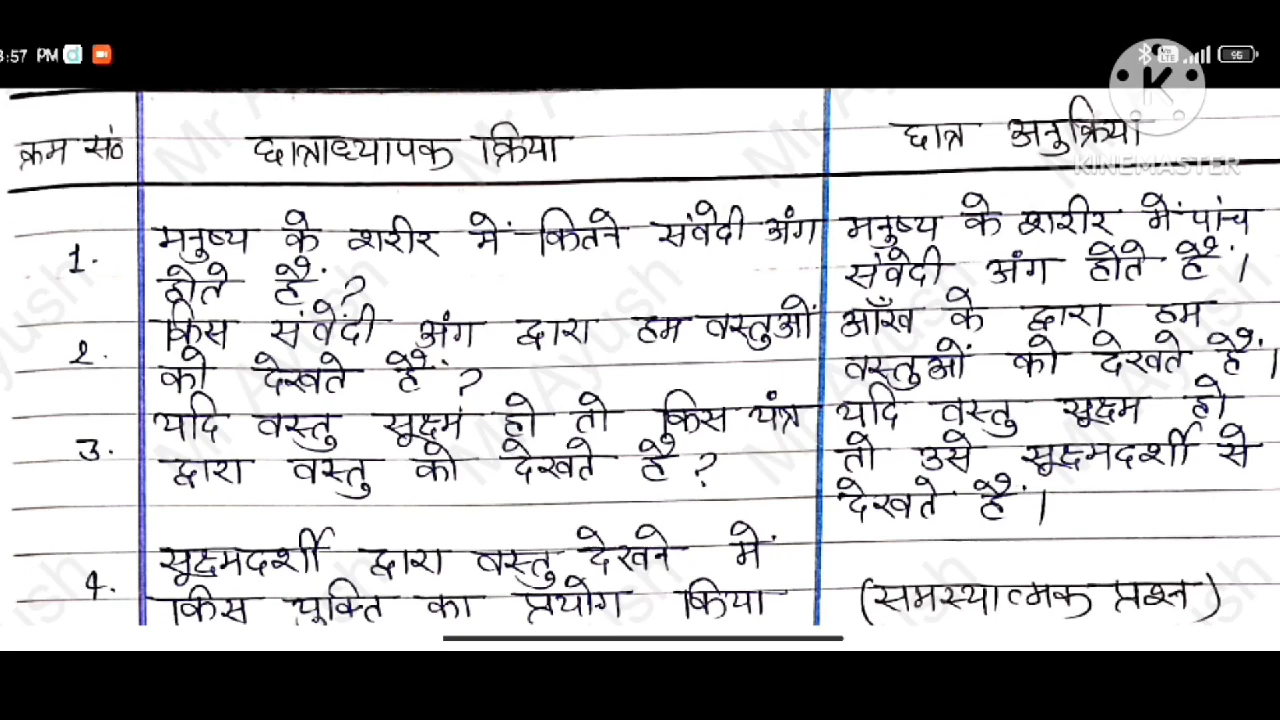 3:57 PM
95
KINEMASTER
क्रम सं० छात्राध्यापक क्रिया छात्र अनुक्रिया
1. मनुष्य के शरीर में कितने संवेदी अंग मनुष्य के शरीर में पांच
होते हैं ? संवेदी अंग होते हैं ।
2. किस संवेदी अंग द्वारा हम वस्तुओं आँख के द्वारा हम
को देखते हैं ? वस्तुओं को देखते हैं ।
3. यदि वस्तु सूक्ष्म हो तो किस यंत्र यदि वस्तु सूक्ष्म हो
द्वारा वस्तु को देखते है ? तो उसे सूक्ष्मदर्शी से
देखते हैं ।
4. सूक्ष्मदर्शी द्वारा वस्तु देखने में
किस युक्ति का प्रयोग किया (समस्यात्मक प्रश्न)